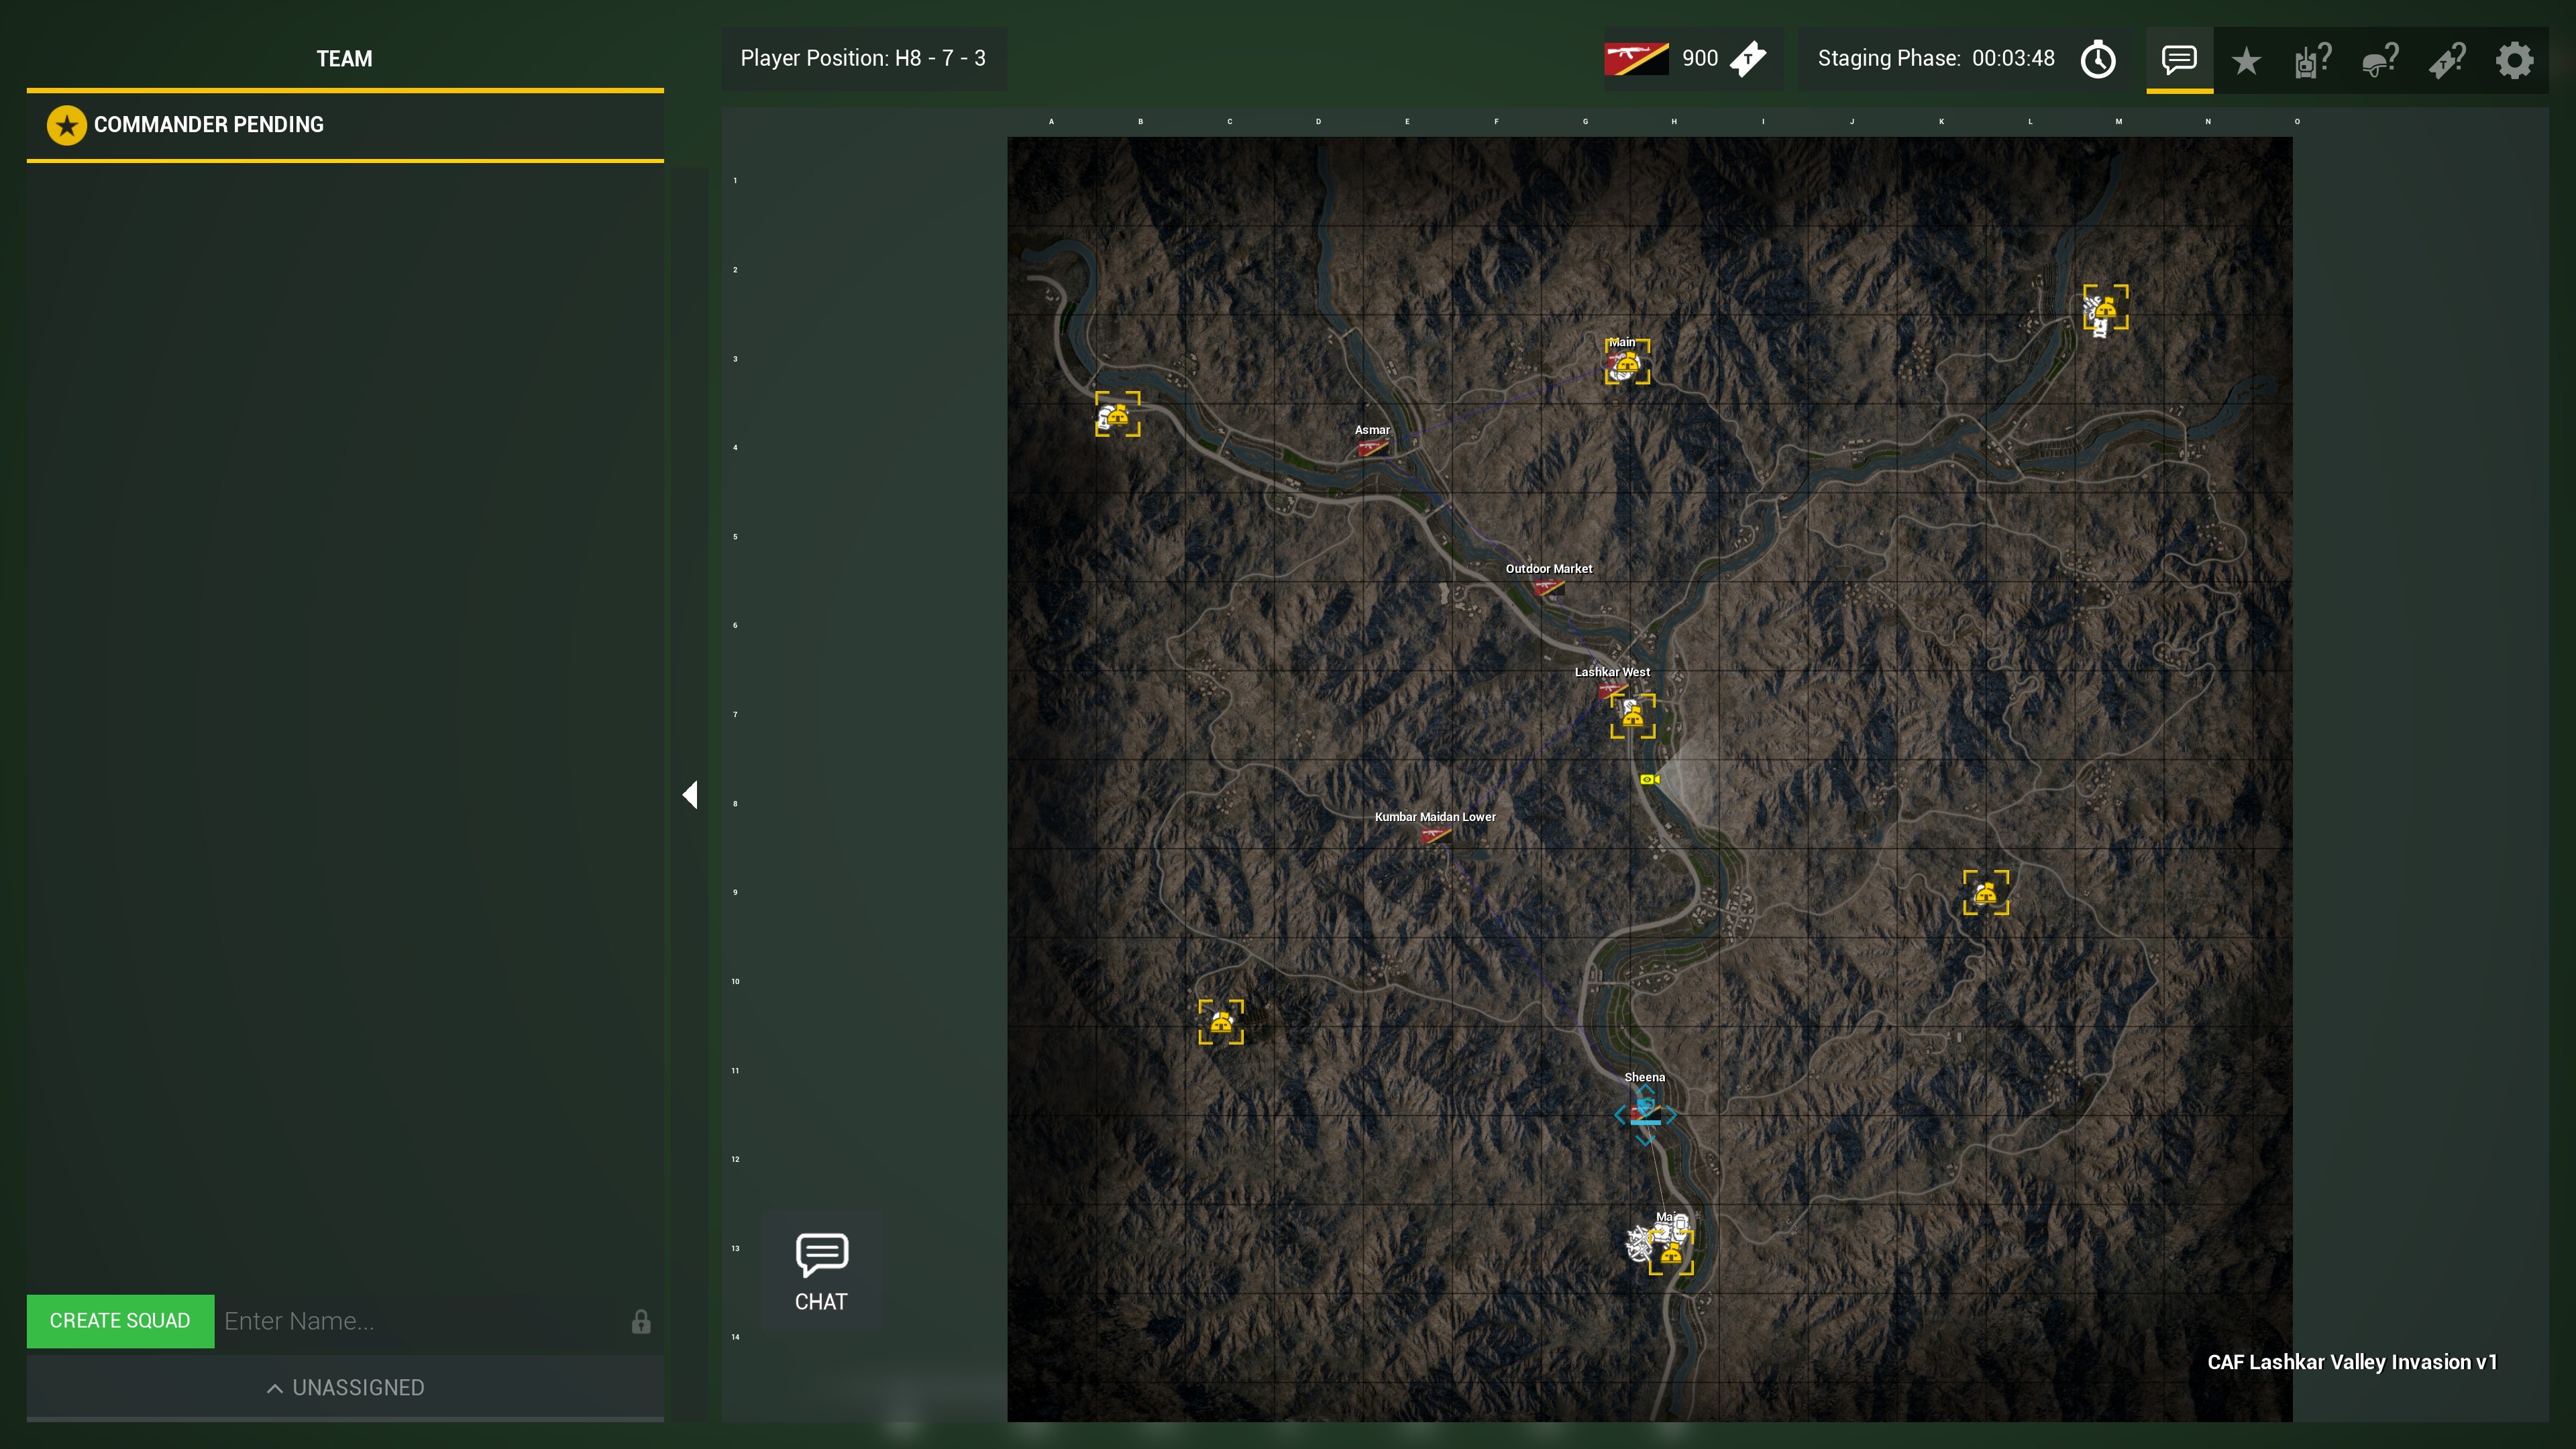 TEAM
Player Position: H8 - 7 - 3
900
Staging Phase: 00:03:48
COMMANDER PENDING
A B C D E F G H I J K L M N O
1
2
Main
3
Asmar
4
5
Outdoor Market
6
Lashkar West
7
8
Kumbar Maidan Lower
9
10
11
Sheena
12
Mai
13
CHAT
CREATE SQUAD Enter Name...
14
CAF Lashkar Valley Invasion v1
UNASSIGNED